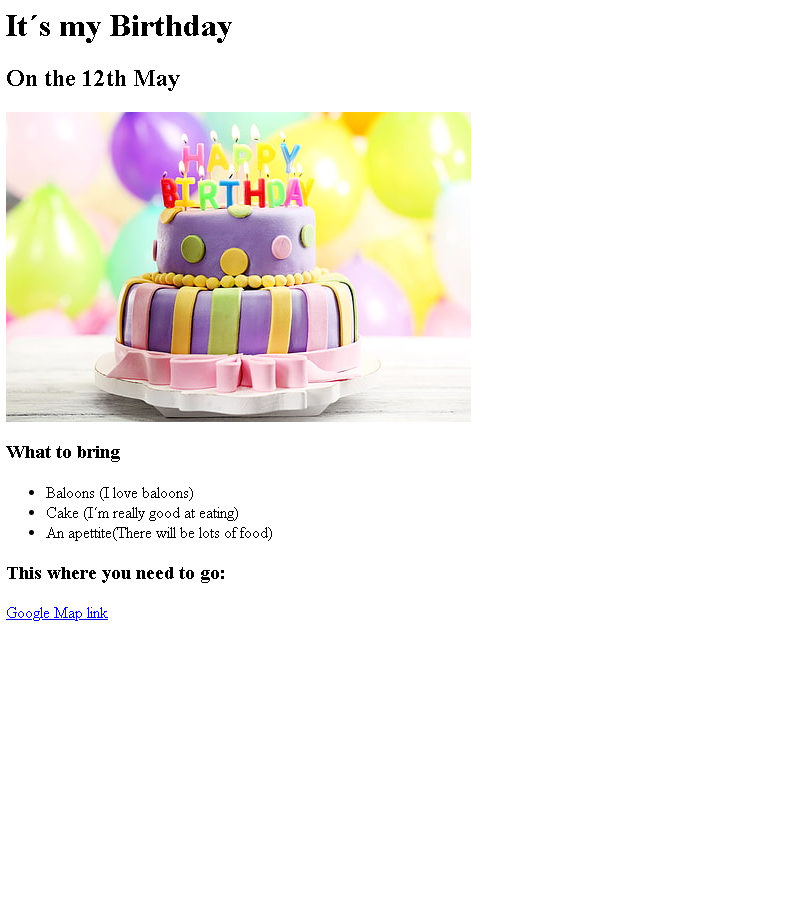 It´s my Birthday
On the 12th May
HAPPY
BIRTHDAY
What to bring
Baloons (I love baloons)
Cake (I´m really good at eating)
An apettite(There will be lots of food)
This where you need to go:
Google Map link